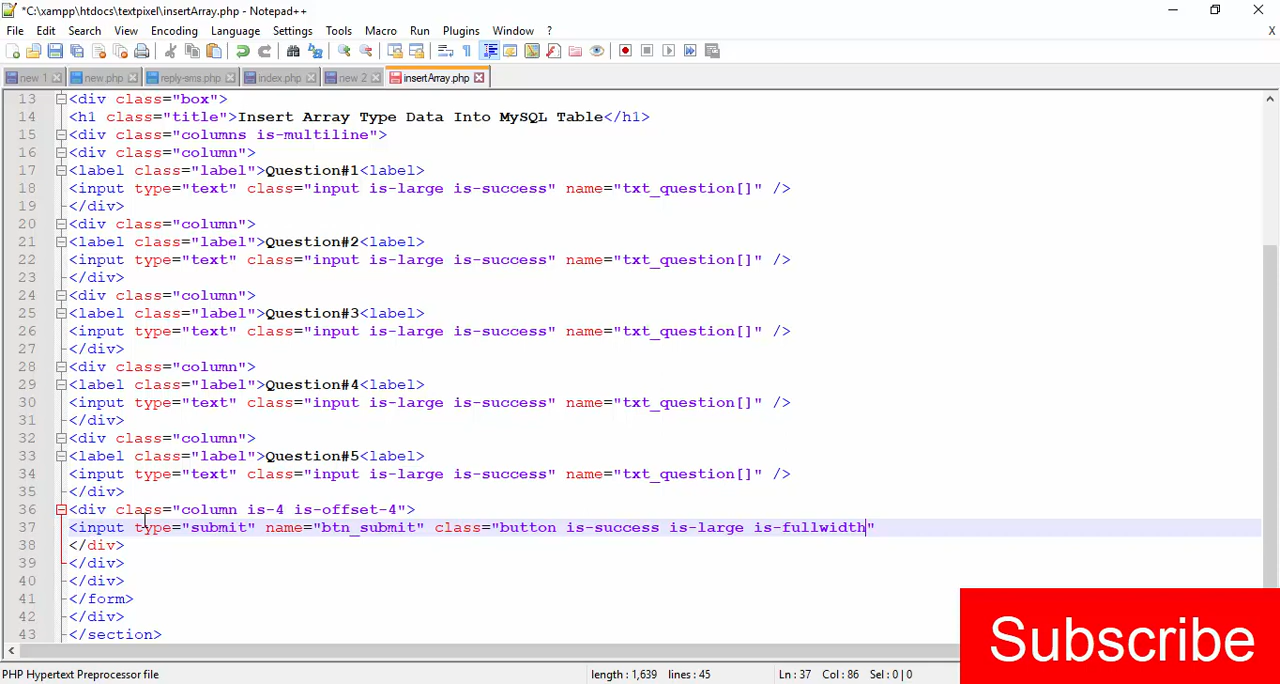 *C:\xampp\htdocs\textpixel\insertArray.php - Notepad++
File Edit Search View Encoding Language Settings Tools Macro Run Plugins Window ? X
new 1 new.php reply-sms.php index.php new 2 insertArray.php
13 <div class="box">
14 <h1 class="title">Insert Array Type Data Into MySQL Table</h1>
15 <div class="columns is-multiline">
16 <div class="column">
17 <label class="label">Question#1<label>
18 <input type="text" class="input is-large is-success" name="txt_question[]" />
19 </div>
20 <div class="column">
21 <label class="label">Question#2<label>
22 <input type="text" class="input is-large is-success" name="txt_question[]" />
23 </div>
24 <div class="column">
25 <label class="label">Question#3<label>
26 <input type="text" class="input is-large is-success" name="txt_question[]" />
27 </div>
28 <div class="column">
29 <label class="label">Question#4<label>
30 <input type="text" class="input is-large is-success" name="txt_question[]" />
31 </div>
32 <div class="column">
33 <label class="label">Question#5<label>
34 <input type="text" class="input is-large is-success" name="txt_question[]" />
35 </div>
36 <div class="column is-4 is-offset-4">
37 <input type="submit" name="btn_submit" class="button is-success is-large is-fullwidth"
38 </div>
39 </div>
40 </div>
41 </form>
42 </div>
43 </section>
Subscribe
PHP Hypertext Preprocessor file length : 1,639 lines : 45 Ln : 37 Col : 86 Sel : 0 | 0